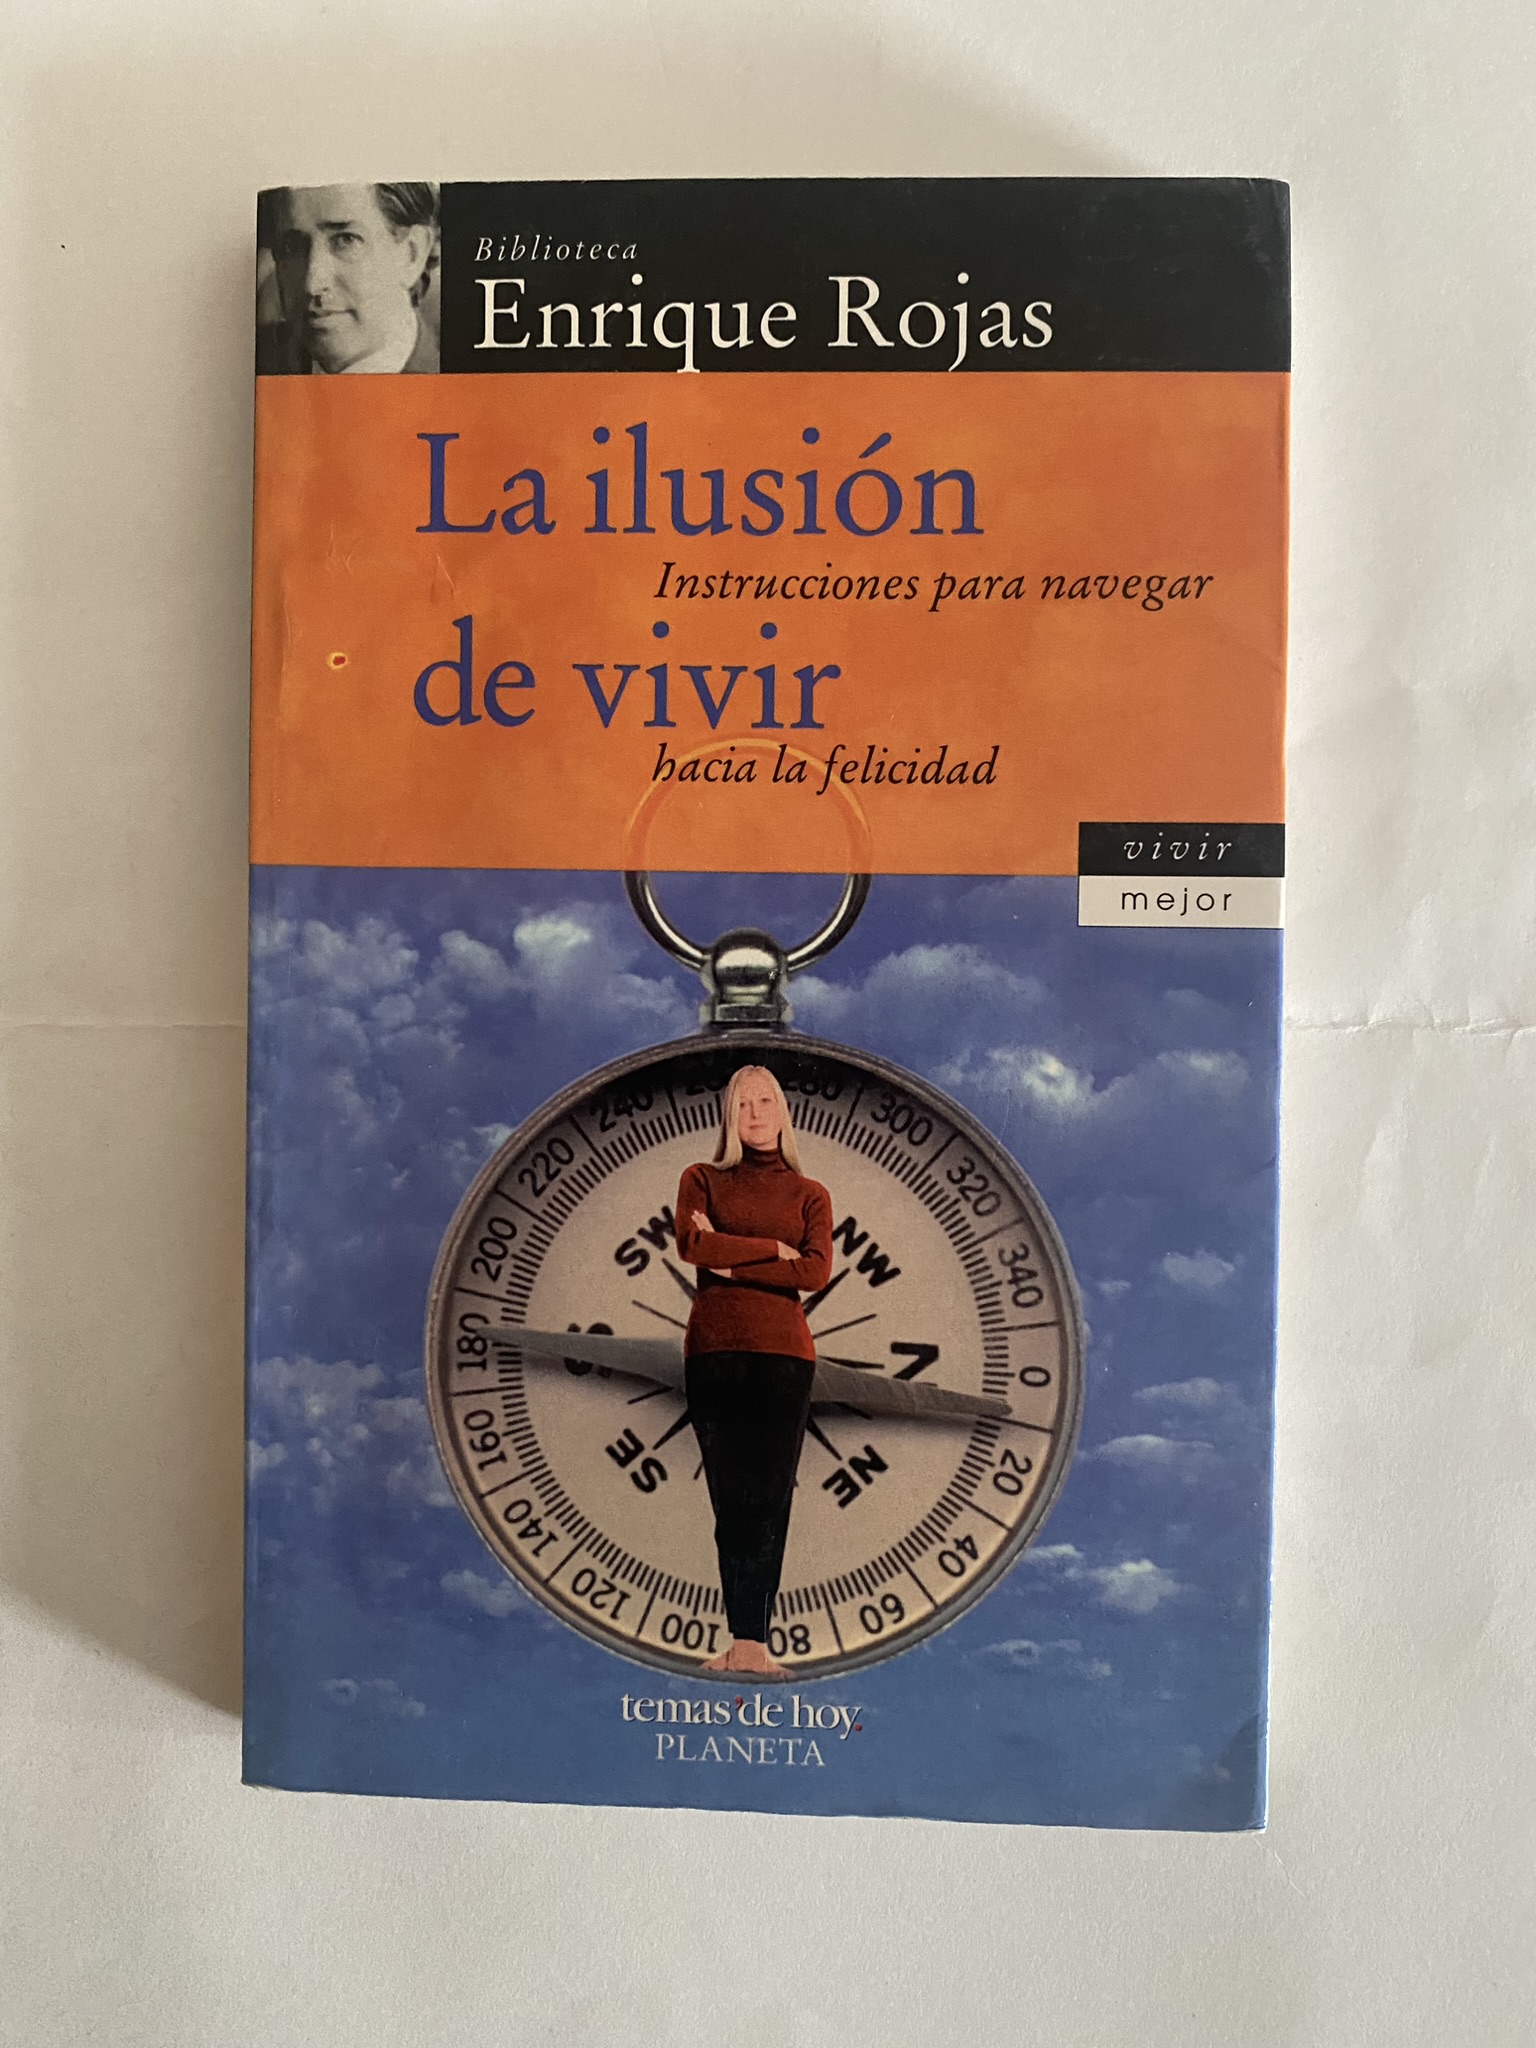 Biblioteca
Enrique Rojas
La ilusión
Instrucciones para navegar
de vivir
hacia la felicidad
vivir
mejor
240
280
220
300
320
200
SW
NW
340
180
0
160
SE
NE
20
140
40
120
60
100
80
temas de hoy.
PLANETA